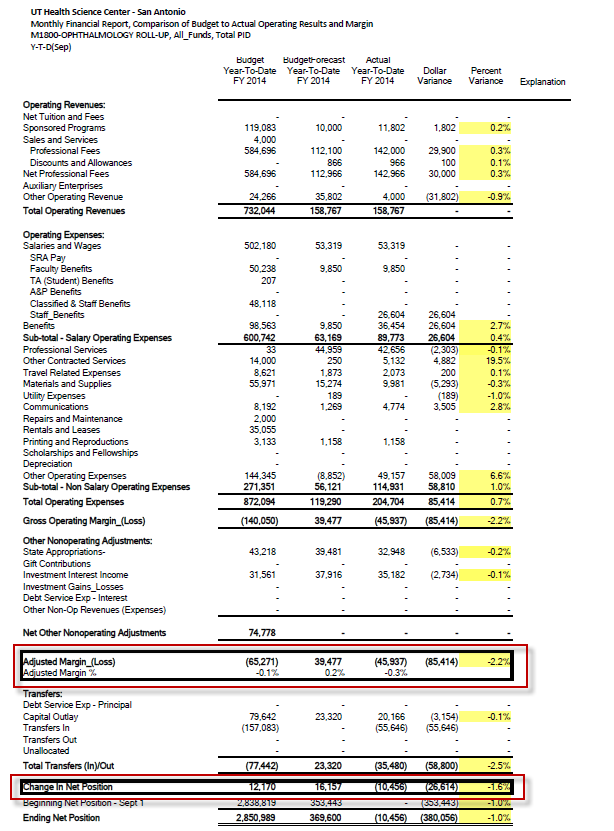 UT Health Science Center - San Antonio
Monthly Financial Report, Comparison of Budget to Actual Operating Results and Margin
M1800-OPHTHALMOLOGY ROLL-UP, All_Funds, Total PID
Y-T-D(Sep)
Budget BudgetForecast Actual
Year-To-Date Year-To-Date Year-To-Date Dollar Percent
FY 2014 FY 2014 FY 2014 Variance Variance Explanation
Operating Revenues:
Net Tuition and Fees - - - - -
Sponsored Programs 119,083 10,000 11,802 1,802 0.2%
Sales and Services 4,000 - - - -
Professional Fees 584,696 112,100 142,000 29,900 0.3%
Discounts and Allowances - 866 966 100 0.1%
Net Professional Fees 584,696 112,966 142,966 30,000 0.3%
Auxiliary Enterprises - - - - -
Other Operating Revenue 24,266 35,802 4,000 (31,802) -0.9%
Total Operating Revenues 732,044 158,767 158,767 - -
Operating Expenses:
Salaries and Wages 502,180 53,319 53,319 - -
SRA Pay - - - - -
Faculty Benefits 50,238 9,850 9,850 - -
TA (Student) Benefits 207 - - - -
A&P Benefits - - - - -
Classified & Staff Benefits 48,118 - - - -
Staff_Benefits - - 26,604 26,604 -
Benefits 98,563 9,850 36,454 26,604 2.7%
Sub-total - Salary Operating Expenses 600,742 63,169 89,773 26,604 0.4%
Professional Services 33 44,959 42,656 (2,303) -0.1%
Other Contracted Services 14,000 250 5,132 4,882 19.5%
Travel Related Expenses 8,621 1,873 2,073 200 0.1%
Materials and Supplies 55,971 15,274 9,981 (5,293) -0.3%
Utility Expenses - 189 - (189) -1.0%
Communications 8,192 1,269 4,774 3,505 2.8%
Repairs and Maintenance 2,000 - - - -
Rentals and Leases 35,055 - - - -
Printing and Reproductions 3,133 1,158 1,158 - -
Scholarships and Fellowships - - - - -
Depreciation - - - - -
Other Operating Expenses 144,345 (8,852) 49,157 58,009 6.6%
Sub-total - Non Salary Operating Expenses 271,351 56,121 114,931 58,810 1.0%
Total Operating Expenses 872,094 119,290 204,704 85,414 0.7%
Gross Operating Margin_(Loss) (140,050) 39,477 (45,937) (85,414) -2.2%
Other Nonoperating Adjustments:
State Appropriations- 43,218 39,481 32,948 (6,533) -0.2%
Gift Contributions - - - - -
Investment Interest Income 31,561 37,916 35,182 (2,734) -0.1%
Investment Gains_Losses - - - - -
Debt Service Exp - Interest - - - - -
Other Non-Op Revenues (Expenses) - - - - -
Net Other Nonoperating Adjustments 74,778 - - - -
Adjusted Margin_(Loss) (65,271) 39,477 (45,937) (85,414) -2.2%
Adjusted Margin % -0.1% 0.2% -0.3%
Transfers:
Debt Service Exp - Principal - - - - -
Capital Outlay 79,642 23,320 20,166 (3,154) -0.1%
Transfers In (157,083) - (55,646) (55,646) -
Transfers Out - - - - -
Unallocated - - - - -
Total Transfers (In)/Out (77,442) 23,320 (35,480) (58,800) -2.5%
Change In Net Position 12,170 16,157 (10,456) (26,614) -1.6%
Beginning Net Position - Sept 1 2,838,819 353,443 - (353,443) -1.0%
Ending Net Position 2,850,989 369,600 (10,456) (380,056) -1.0%